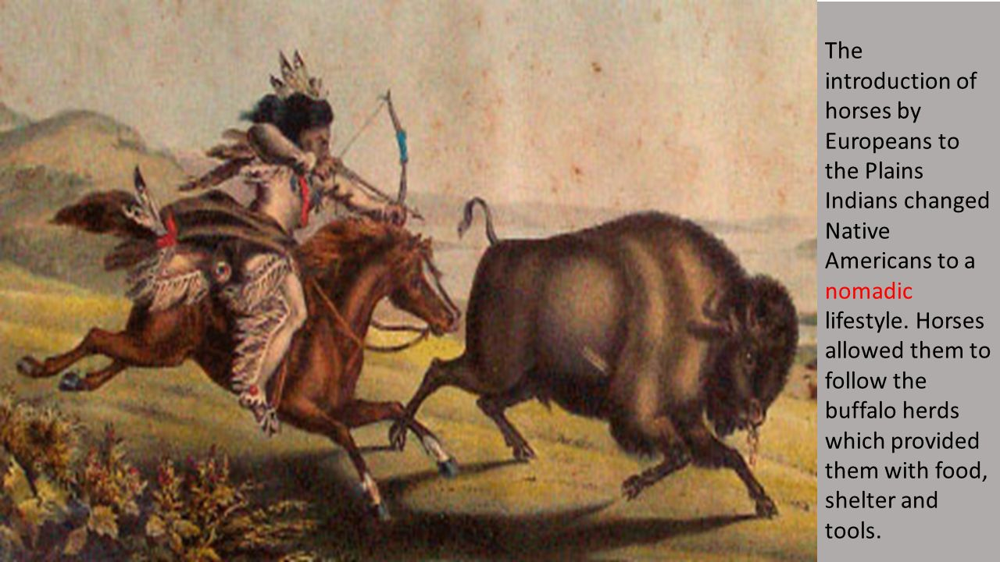 The
introduction of
horses by
Europeans to
the Plains
Indians changed
Native
Americans to a
nomadic
lifestyle. Horses
allowed them to
follow the
buffalo herds
which provided
them with food,
shelter and
tools.